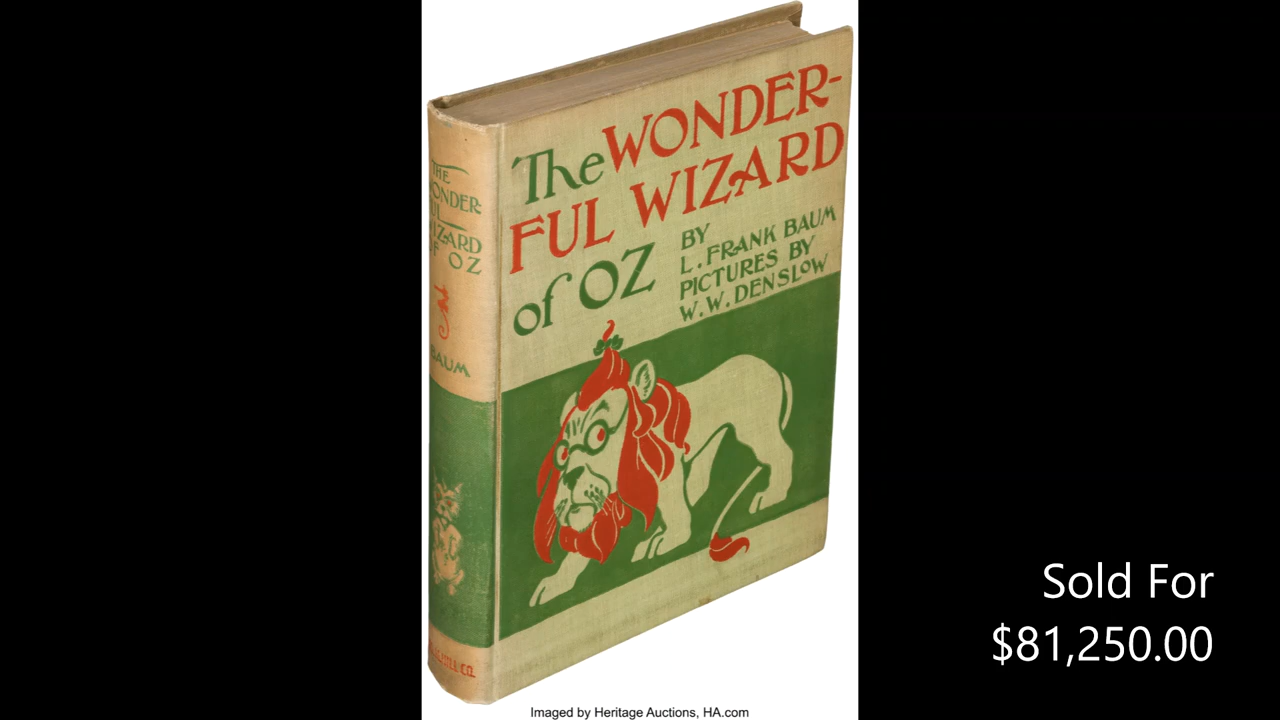 The WONDER-
FUL WIZARD
of OZ
BY
L. FRANK BAUM
PICTURES BY
W. W. DENSLOW
THE
WONDER-
FUL
WIZARD
OF OZ
BAUM
CO.
Sold For
$81,250.00
Imaged by Heritage Auctions, HA.com